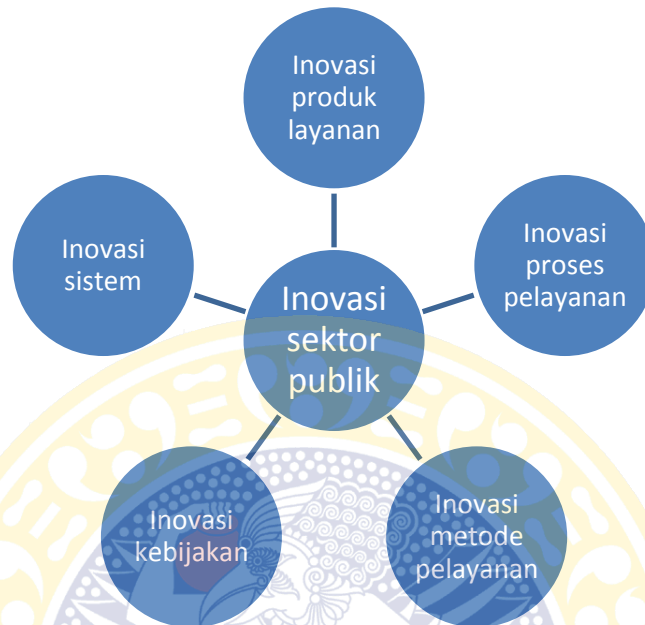 Inovasi
produk
layanan
Inovasi
proses
pelayanan
Inovasi
metode
pelayanan
Inovasi
kebijakan
Inovasi
sistem
Inovasi
sektor
publik